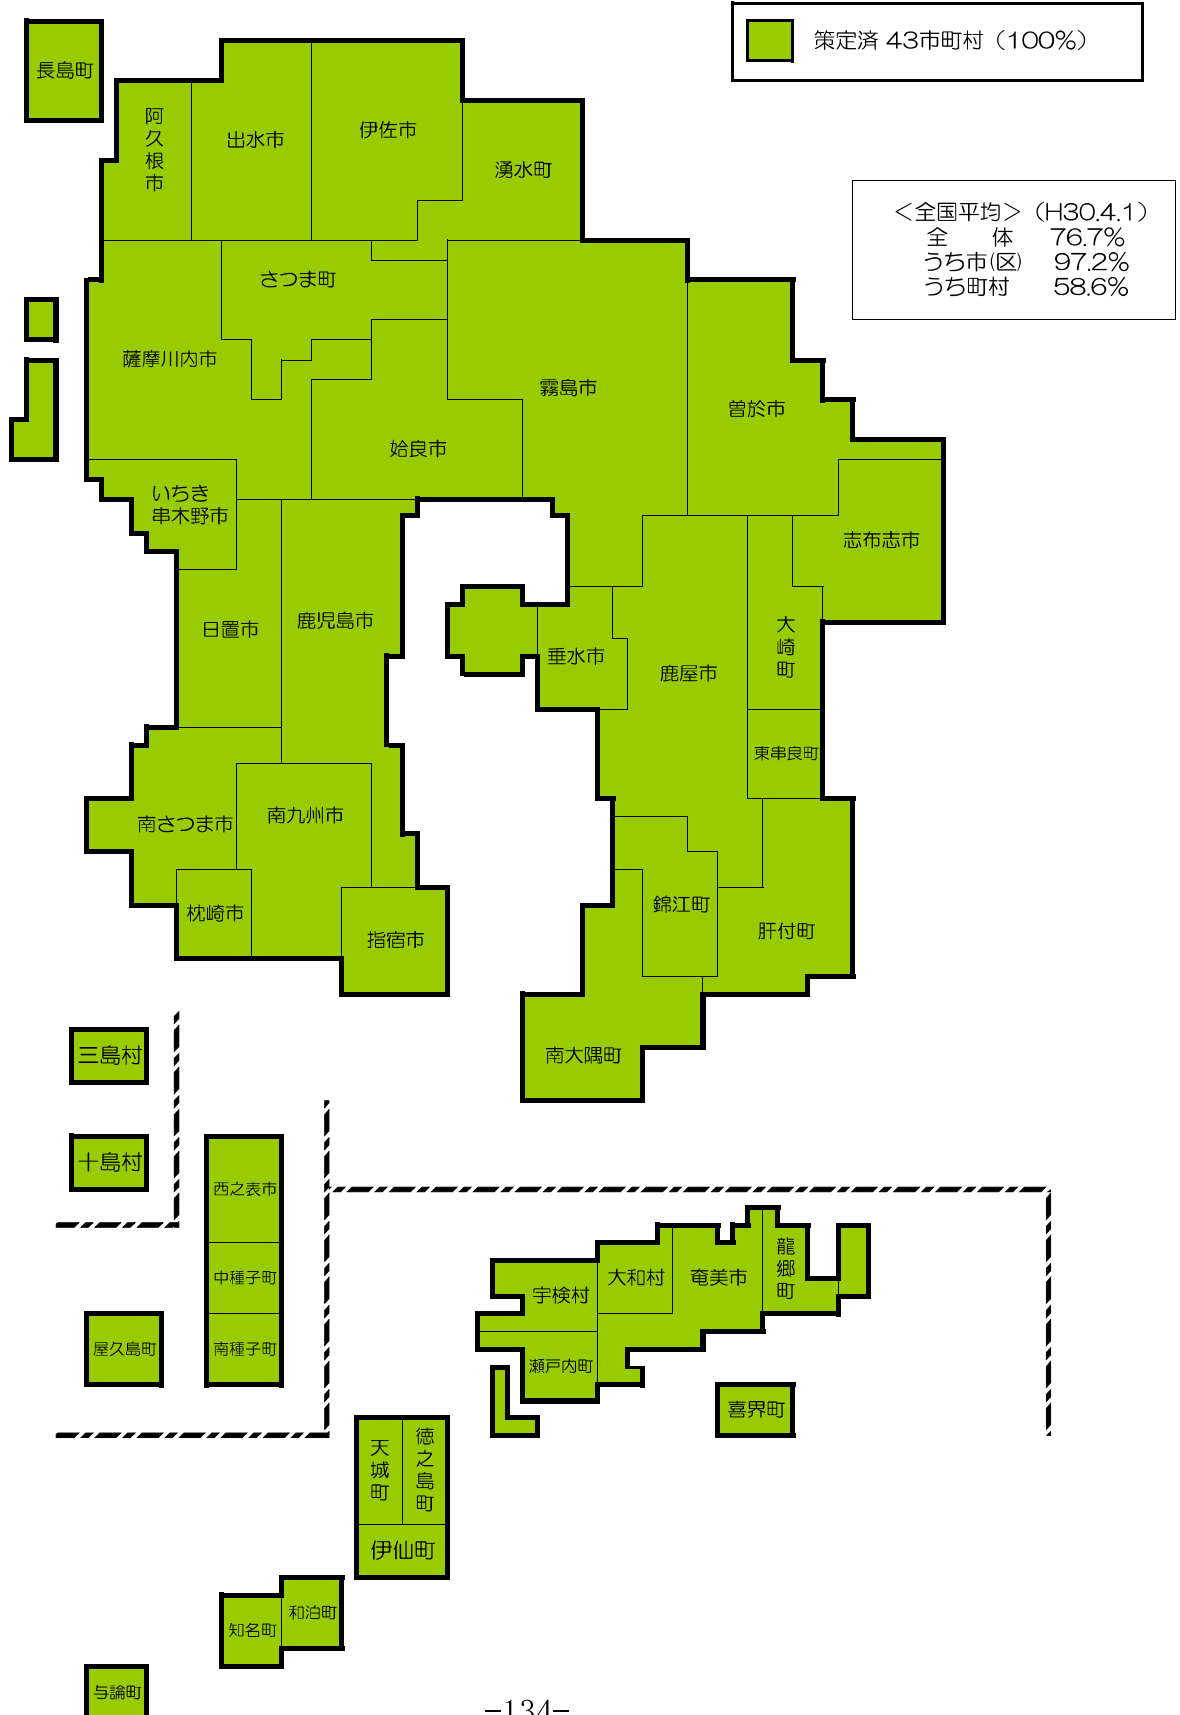 策定済 43市町村（100%）
＜全国平均＞（H30.4.1）
全　体　76.7%
うち市(区)　97.2%
うち町村　58.6%
長島町
阿久根市
出水市
伊佐市
湧水町
さつま町
薩摩川内市
霧島市
曽於市
姶良市
いちき
串木野市
志布志市
日置市
鹿児島市
垂水市
鹿屋市
大崎町
東串良町
南さつま市
南九州市
枕崎市
指宿市
錦江町
肝付町
南大隅町
三島村
十島村
西之表市
中種子町
南種子町
屋久島町
宇検村
大和村
奄美市
龍郷町
瀬戸内町
喜界町
天城町
徳之島町
伊仙町
和泊町
知名町
与論町
-134-